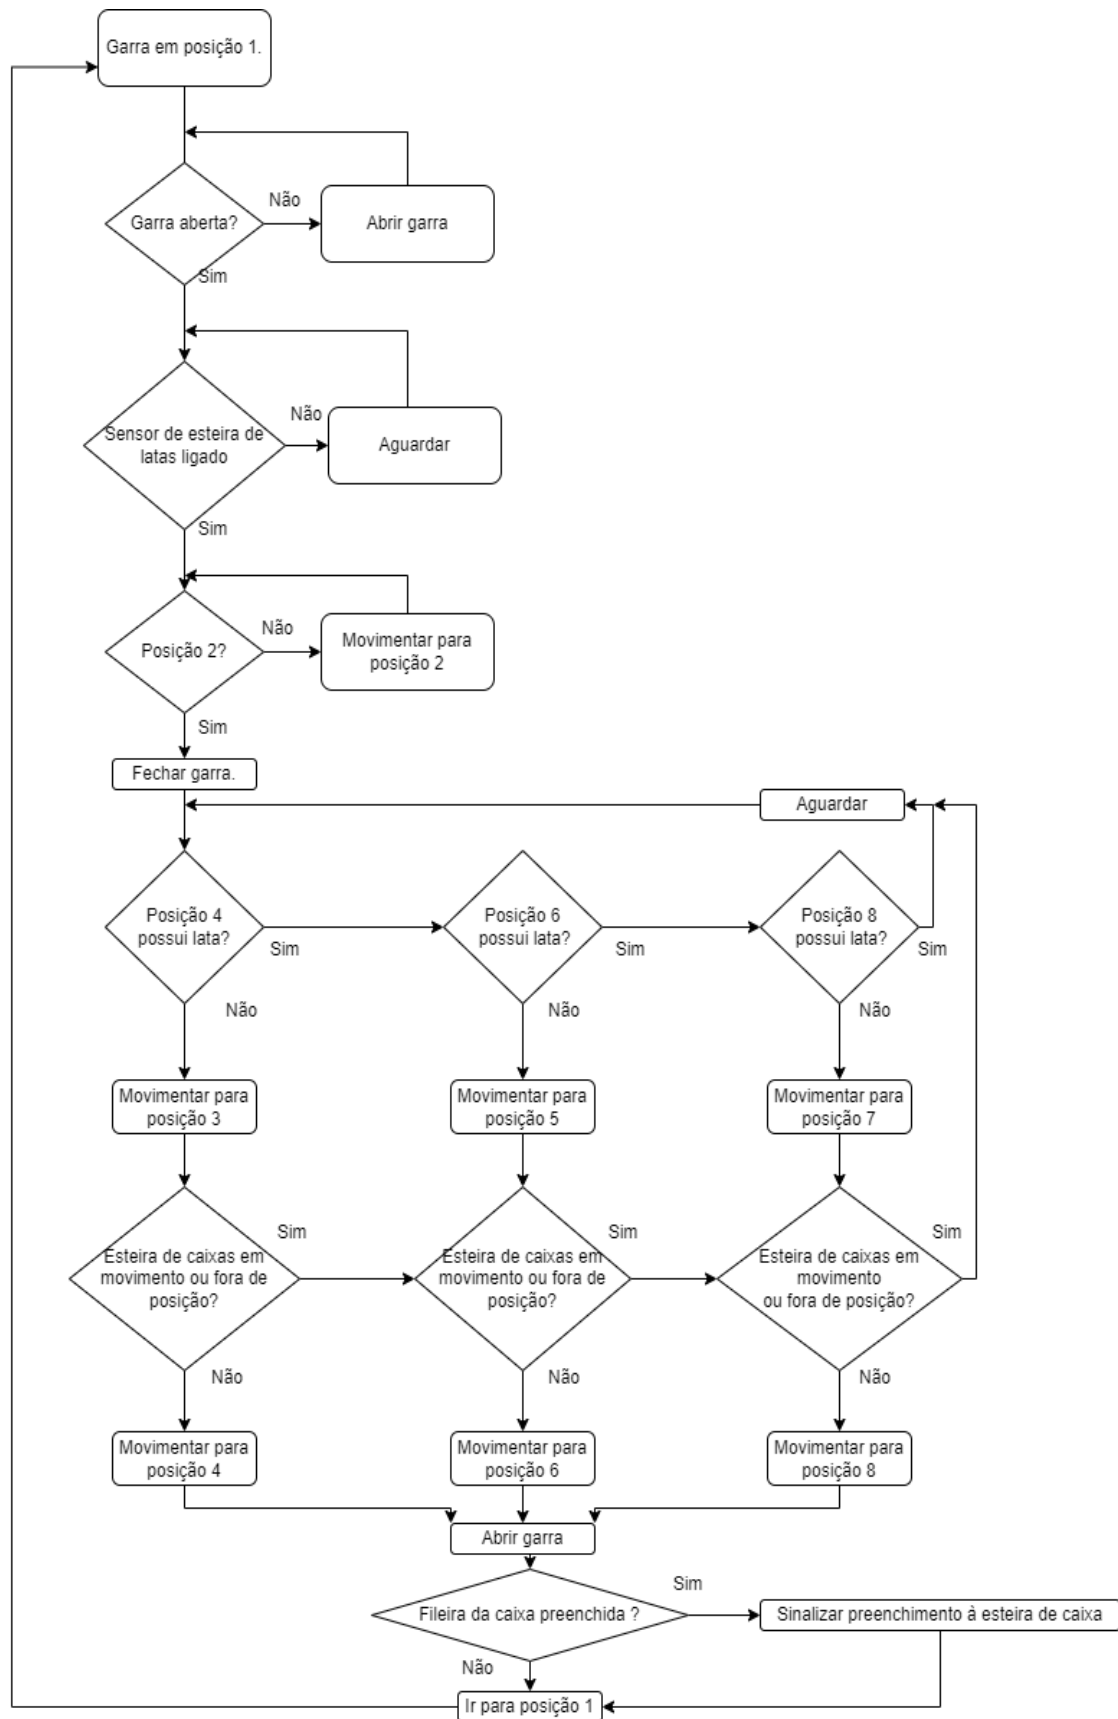 Garra em posição 1.
Garra aberta?
Não
Abrir garra
Sim
Sensor de esteira de
latas ligado
Não
Aguardar
Sim
Posição 2?
Não
Movimentar para
posição 2
Sim
Fechar garra.
Aguardar
Posição 4
possui lata?
Sim
Posição 6
possui lata?
Sim
Posição 8
possui lata?
Sim
Não
Não
Não
Movimentar para
posição 3
Movimentar para
posição 5
Movimentar para
posição 7
Esteira de caixas em
movimento ou fora de
posição?
Sim
Esteira de caixas em
movimento ou fora de
posição?
Sim
Esteira de caixas em
movimento
ou fora de posição?
Sim
Não
Não
Não
Movimentar para
posição 4
Movimentar para
posição 6
Movimentar para
posição 8
Abrir garra
Fileira da caixa preenchida ?
Sim
Sinalizar preenchimento à esteira de caixa
Não
Ir para posição 1